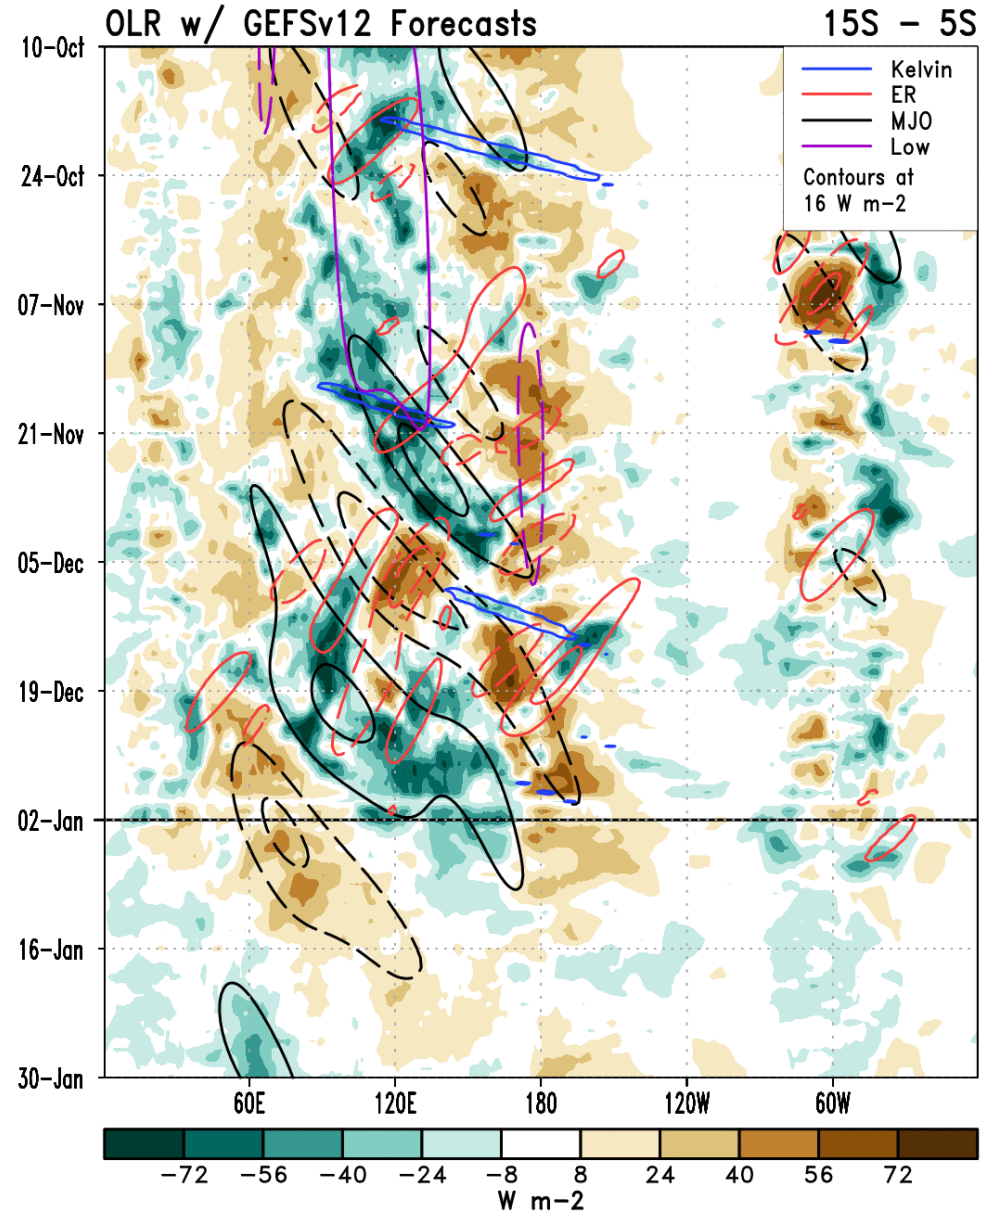 OLR w/ GEFSv12 Forecasts 15S - 5S
10-Oct
24-Oct
07-Nov
21-Nov
05-Dec
19-Dec
02-Jan
16-Jan
30-Jan
Kelvin
ER
MJO
Low
Contours at
16 W m-2
60E 120E 180 120W 60W
-72 -56 -40 -24 -8 8 24 40 56 72
W m-2